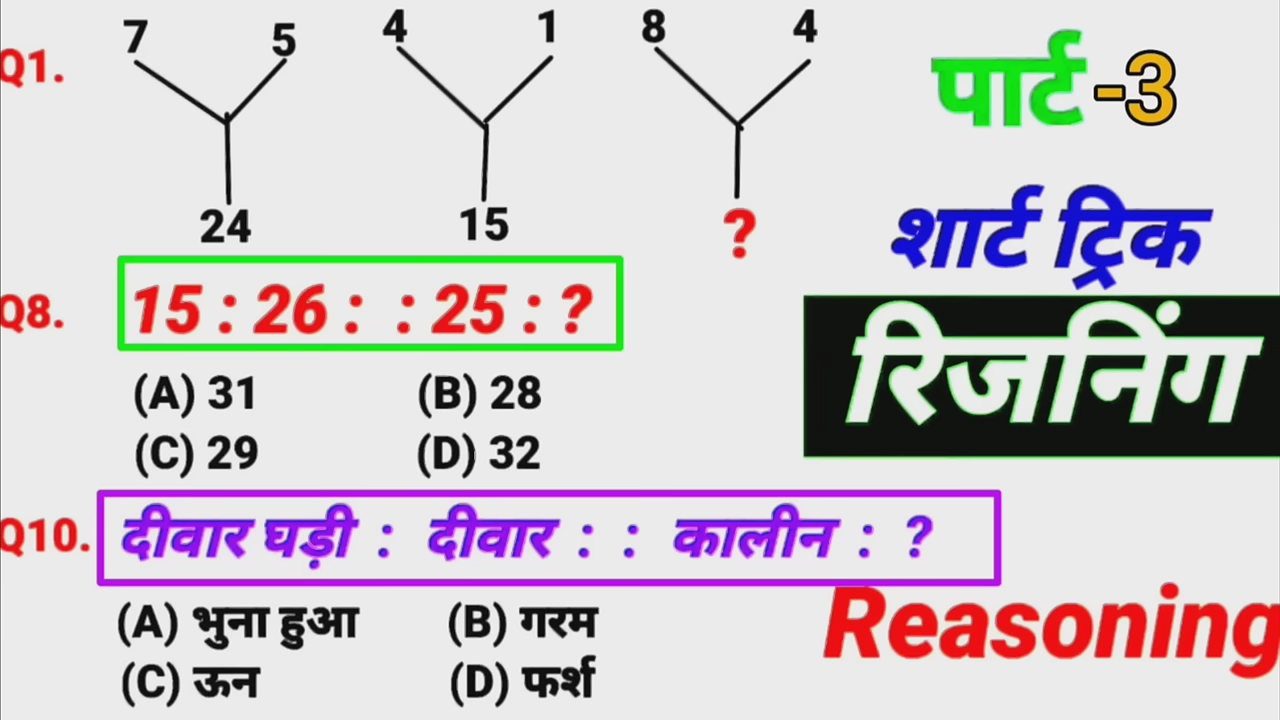 Q1. 7 5 4 1 8 4
24 15 ?
पार्ट -3
शार्ट ट्रिक
रिजनिंग
Q8. 15 : 26 : : 25 : ?
(A) 31 (B) 28
(C) 29 (D) 32
Q10. दीवार घड़ी : दीवार : : कालीन : ?
(A) भुना हुआ (B) गरम
(C) ऊन (D) फर्श
Reasoning